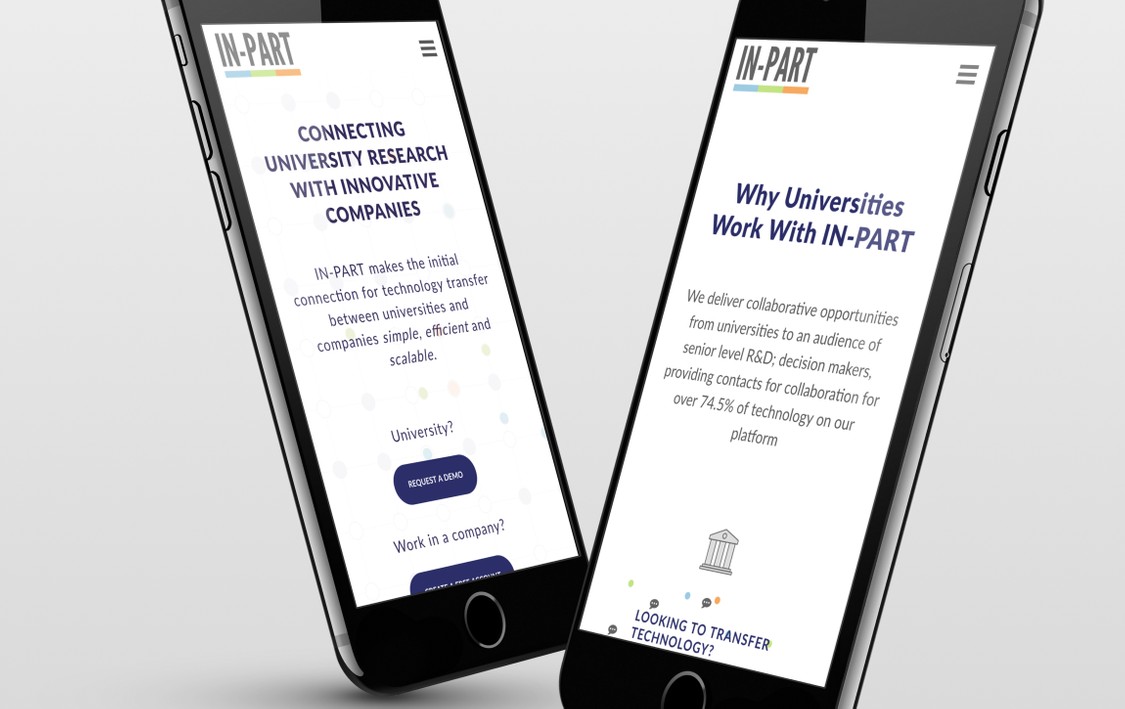 IN-PART
CONNECTING
UNIVERSITY RESEARCH
WITH INNOVATIVE
COMPANIES
IN-PART makes the initial
connection for technology transfer
between universities and
companies simple, efficient and
scalable.
University?
REQUEST A DEMO
Work in a company?
CREATE A FREE ACCOUNT
IN-PART
Why Universities
Work With IN-PART
We deliver collaborative opportunities
from universities to an audience of
senior level R&D; decision makers,
providing contacts for collaboration for
over 74.5% of technology on our
platform
LOOKING TO TRANSFER
TECHNOLOGY?